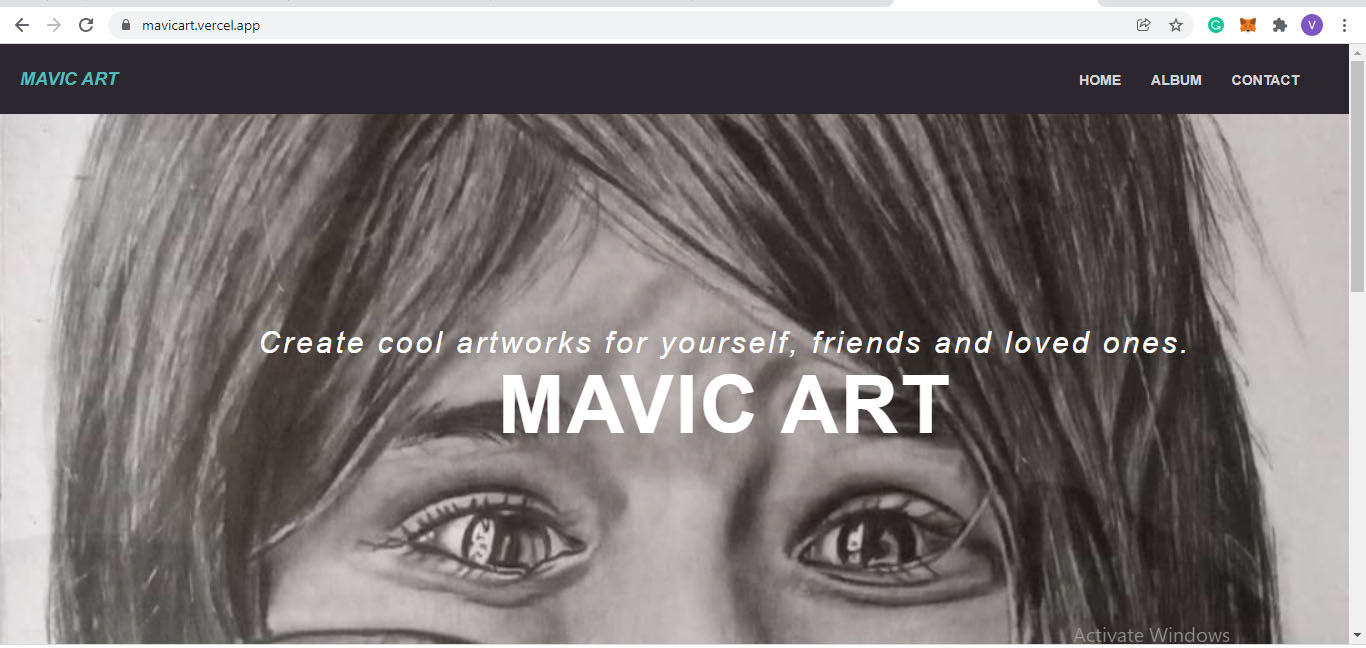 mavicart.vercel.app
V
MAVIC ART
HOME ALBUM CONTACT
Create cool artworks for yourself, friends and loved ones.
MAVIC ART
Activate Windows